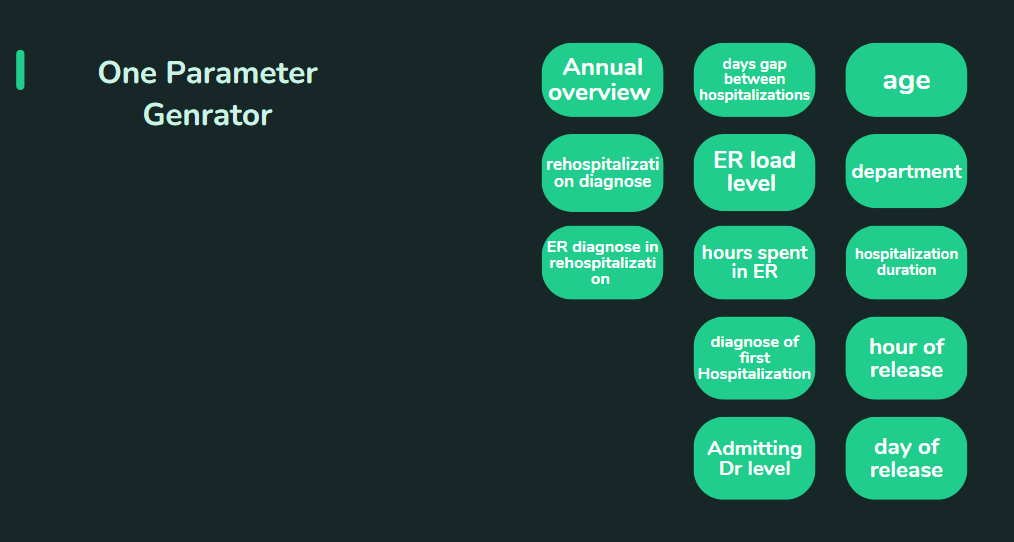 One Parameter
Genrator
Annual
overview
days gap
between
hospitalizations
age
rehospitalizati
on diagnose
ER load
level
department
ER diagnose in
rehospitalizati
on
hours spent
in ER
hospitalization
duration
diagnose of
first
Hospitalization
hour of
release
Admitting
Dr level
day of
release